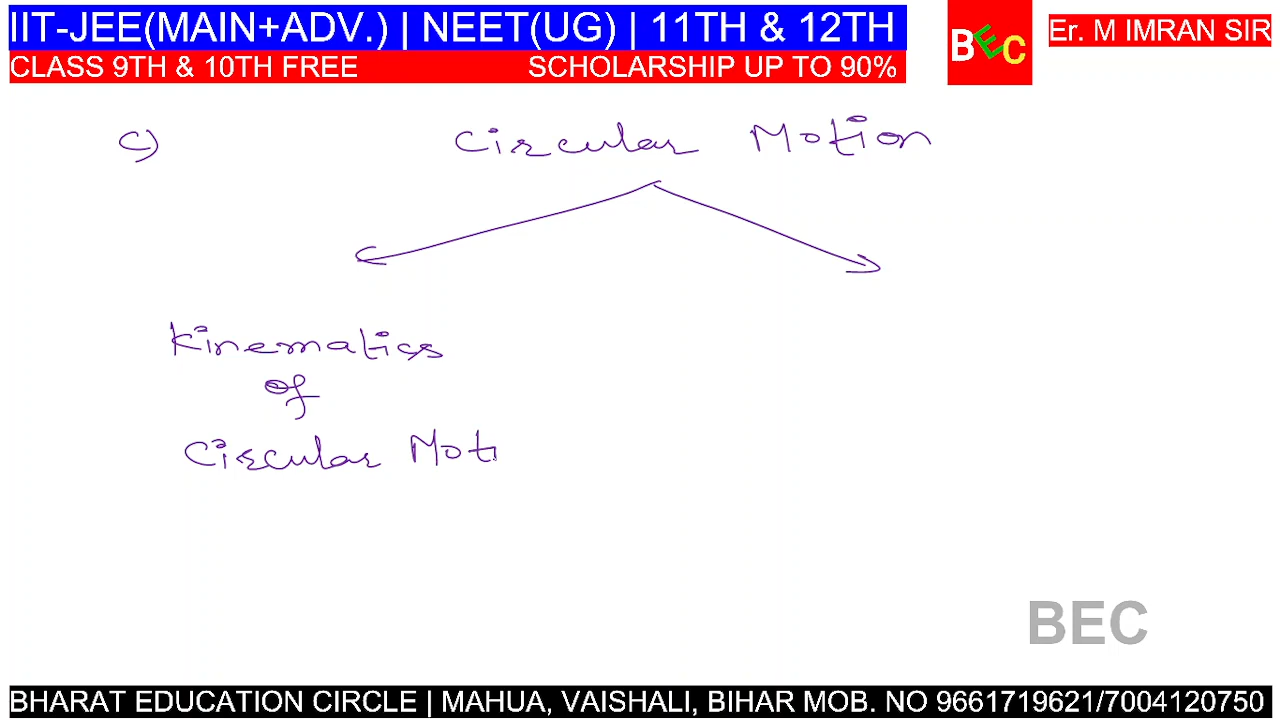 IIT-JEE(MAIN+ADV.) | NEET(UG) | 11TH & 12TH
CLASS 9TH & 10TH FREE SCHOLARSHIP UP TO 90%
BEC
Er. M IMRAN SIR
C) Circular Motion
Kinematics
of
Circular Moti
BEC
BHARAT EDUCATION CIRCLE | MAHUA, VAISHALI, BIHAR MOB. NO 9661719621/7004120750